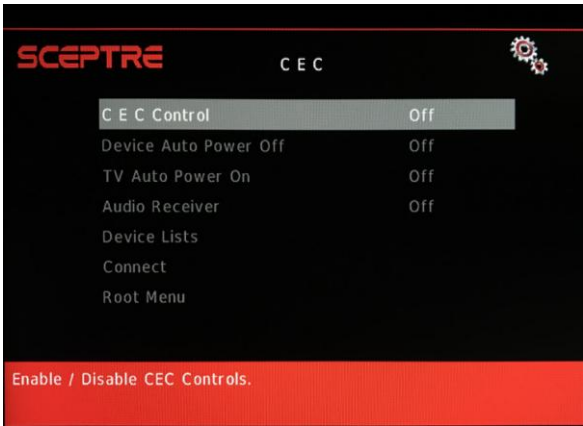 SCEPTRE
C E C
C E C Control Off
Device Auto Power Off Off
TV Auto Power On Off
Audio Receiver Off
Device Lists
Connect
Root Menu
Enable / Disable CEC Controls.